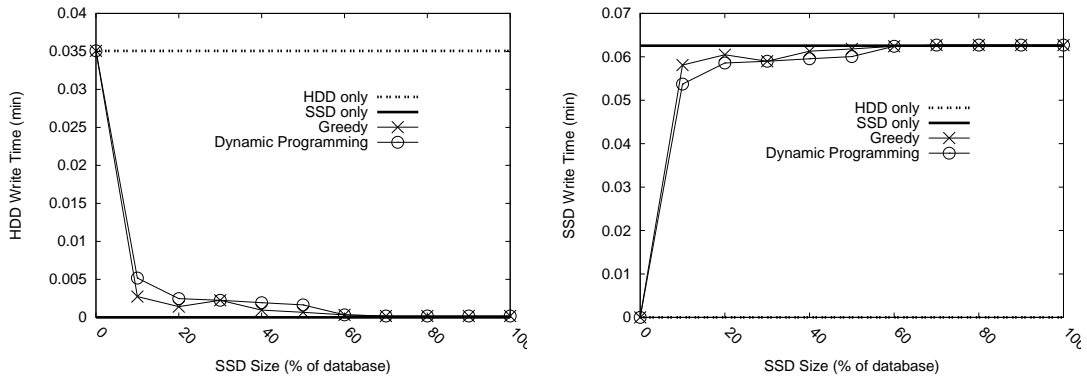 0.04
0.035
0.03
0.025
0.02
0.015
0.01
0.005
0
HDD Write Time (min)
HDD only
SSD only
Greedy
Dynamic Programming
0
20
40
60
80
100
SSD Size (% of database)
0.07
0.06
0.05
0.04
0.03
0.02
0.01
0
SSD Write Time (min)
HDD only
SSD only
Greedy
Dynamic Programming
0
20
40
60
80
100
SSD Size (% of database)